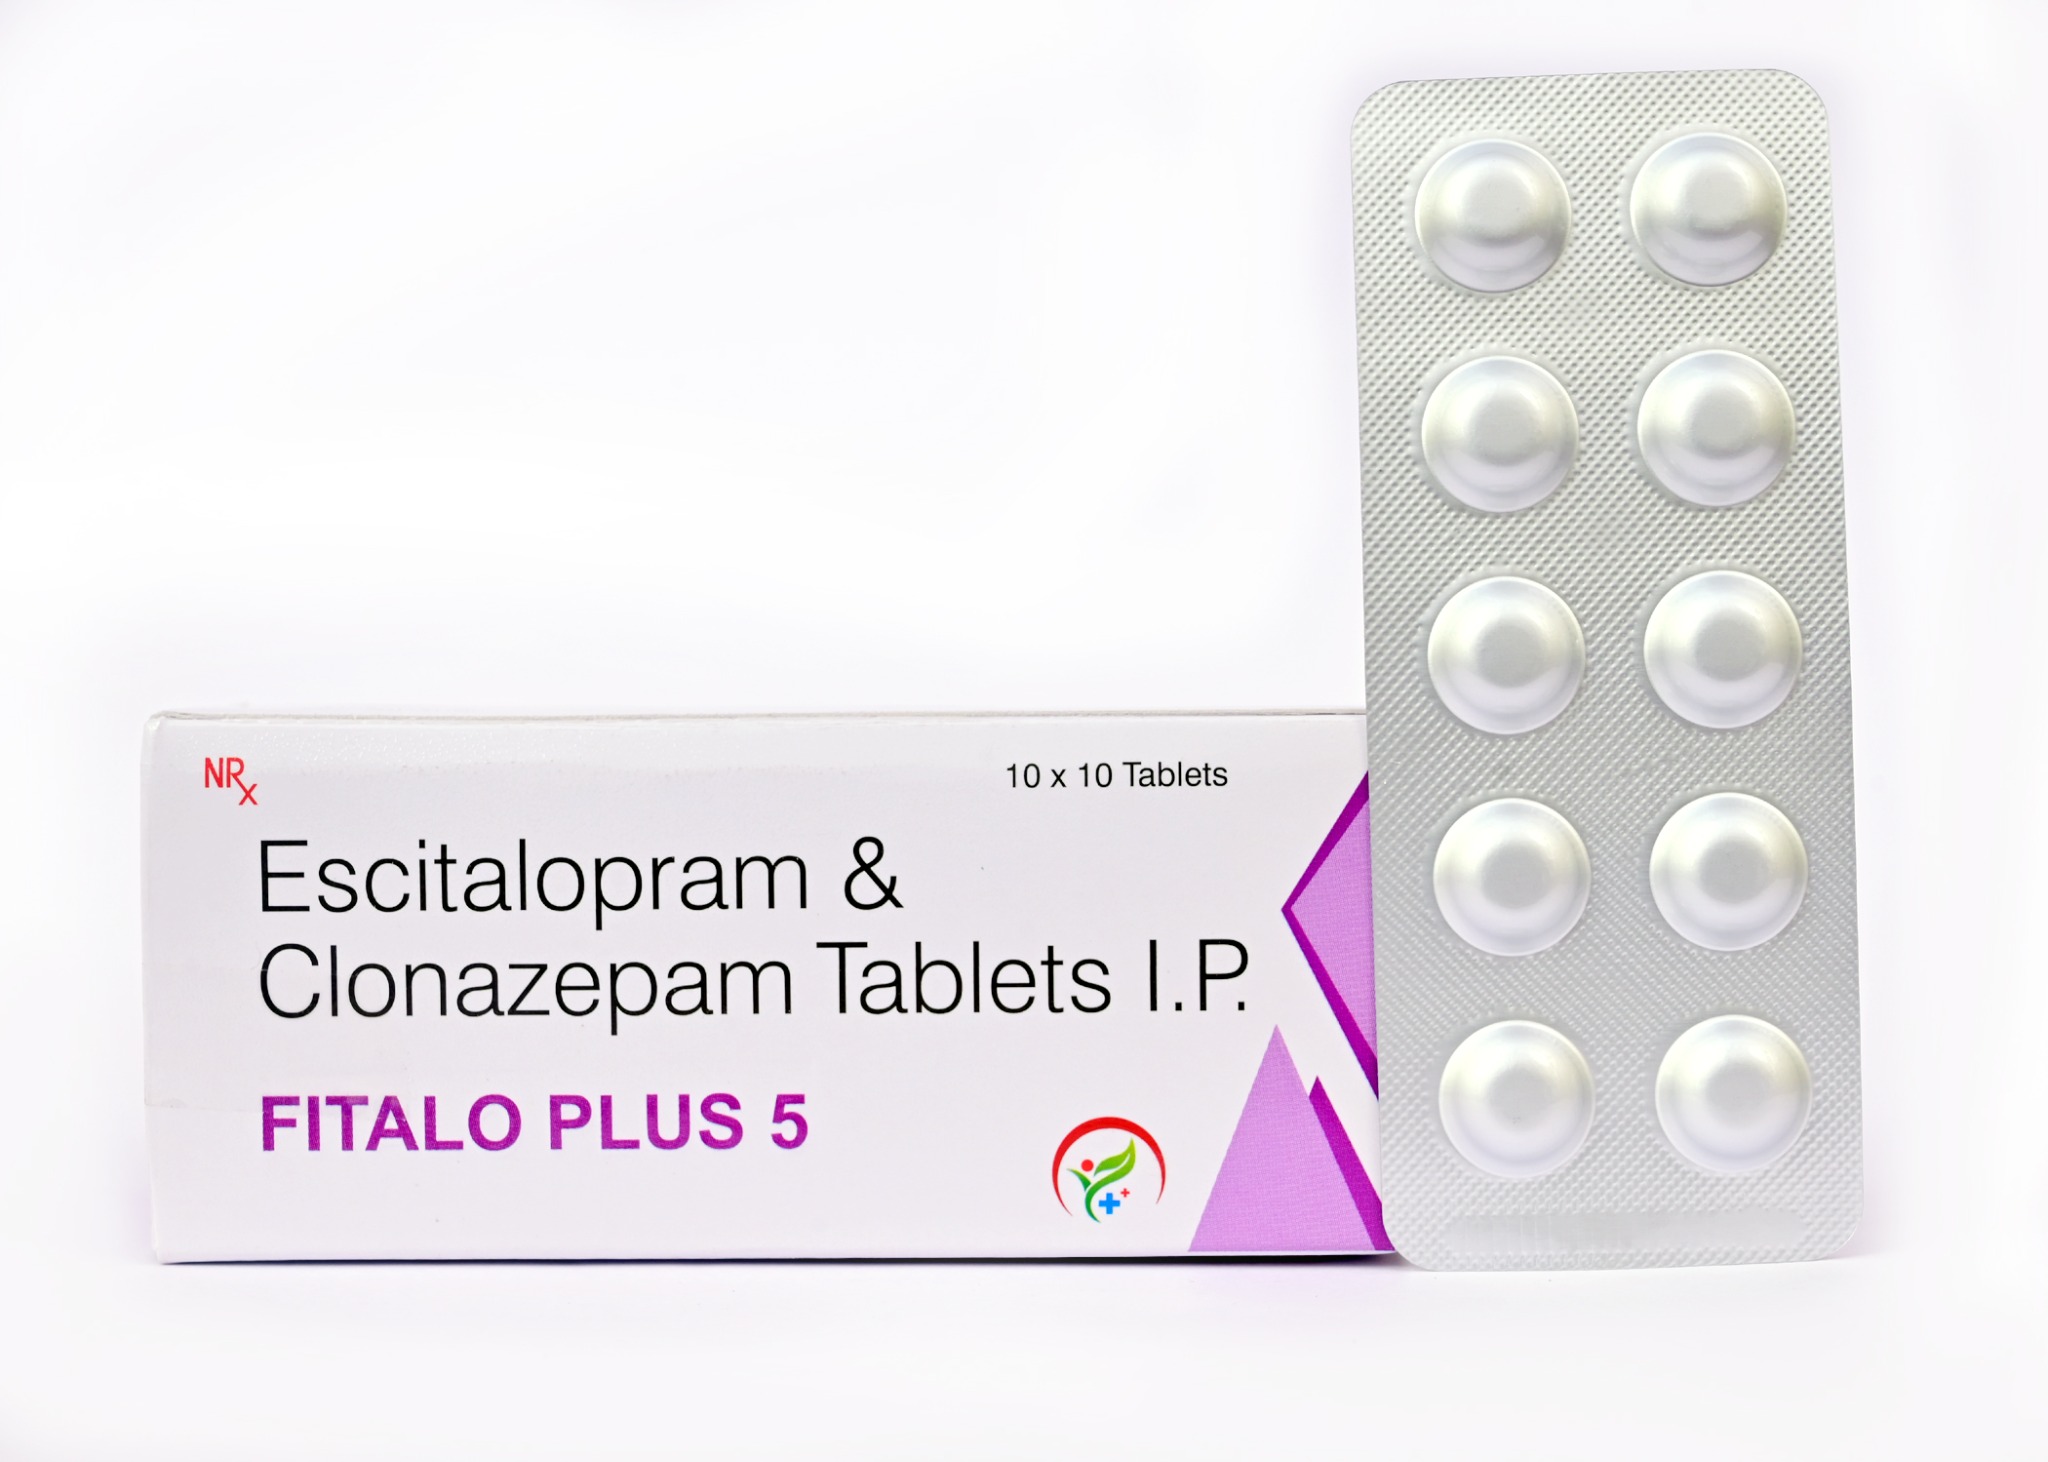 NRx
10 x 10 Tablets
Escitalopram &
Clonazepam Tablets I.P.
FITALO PLUS 5